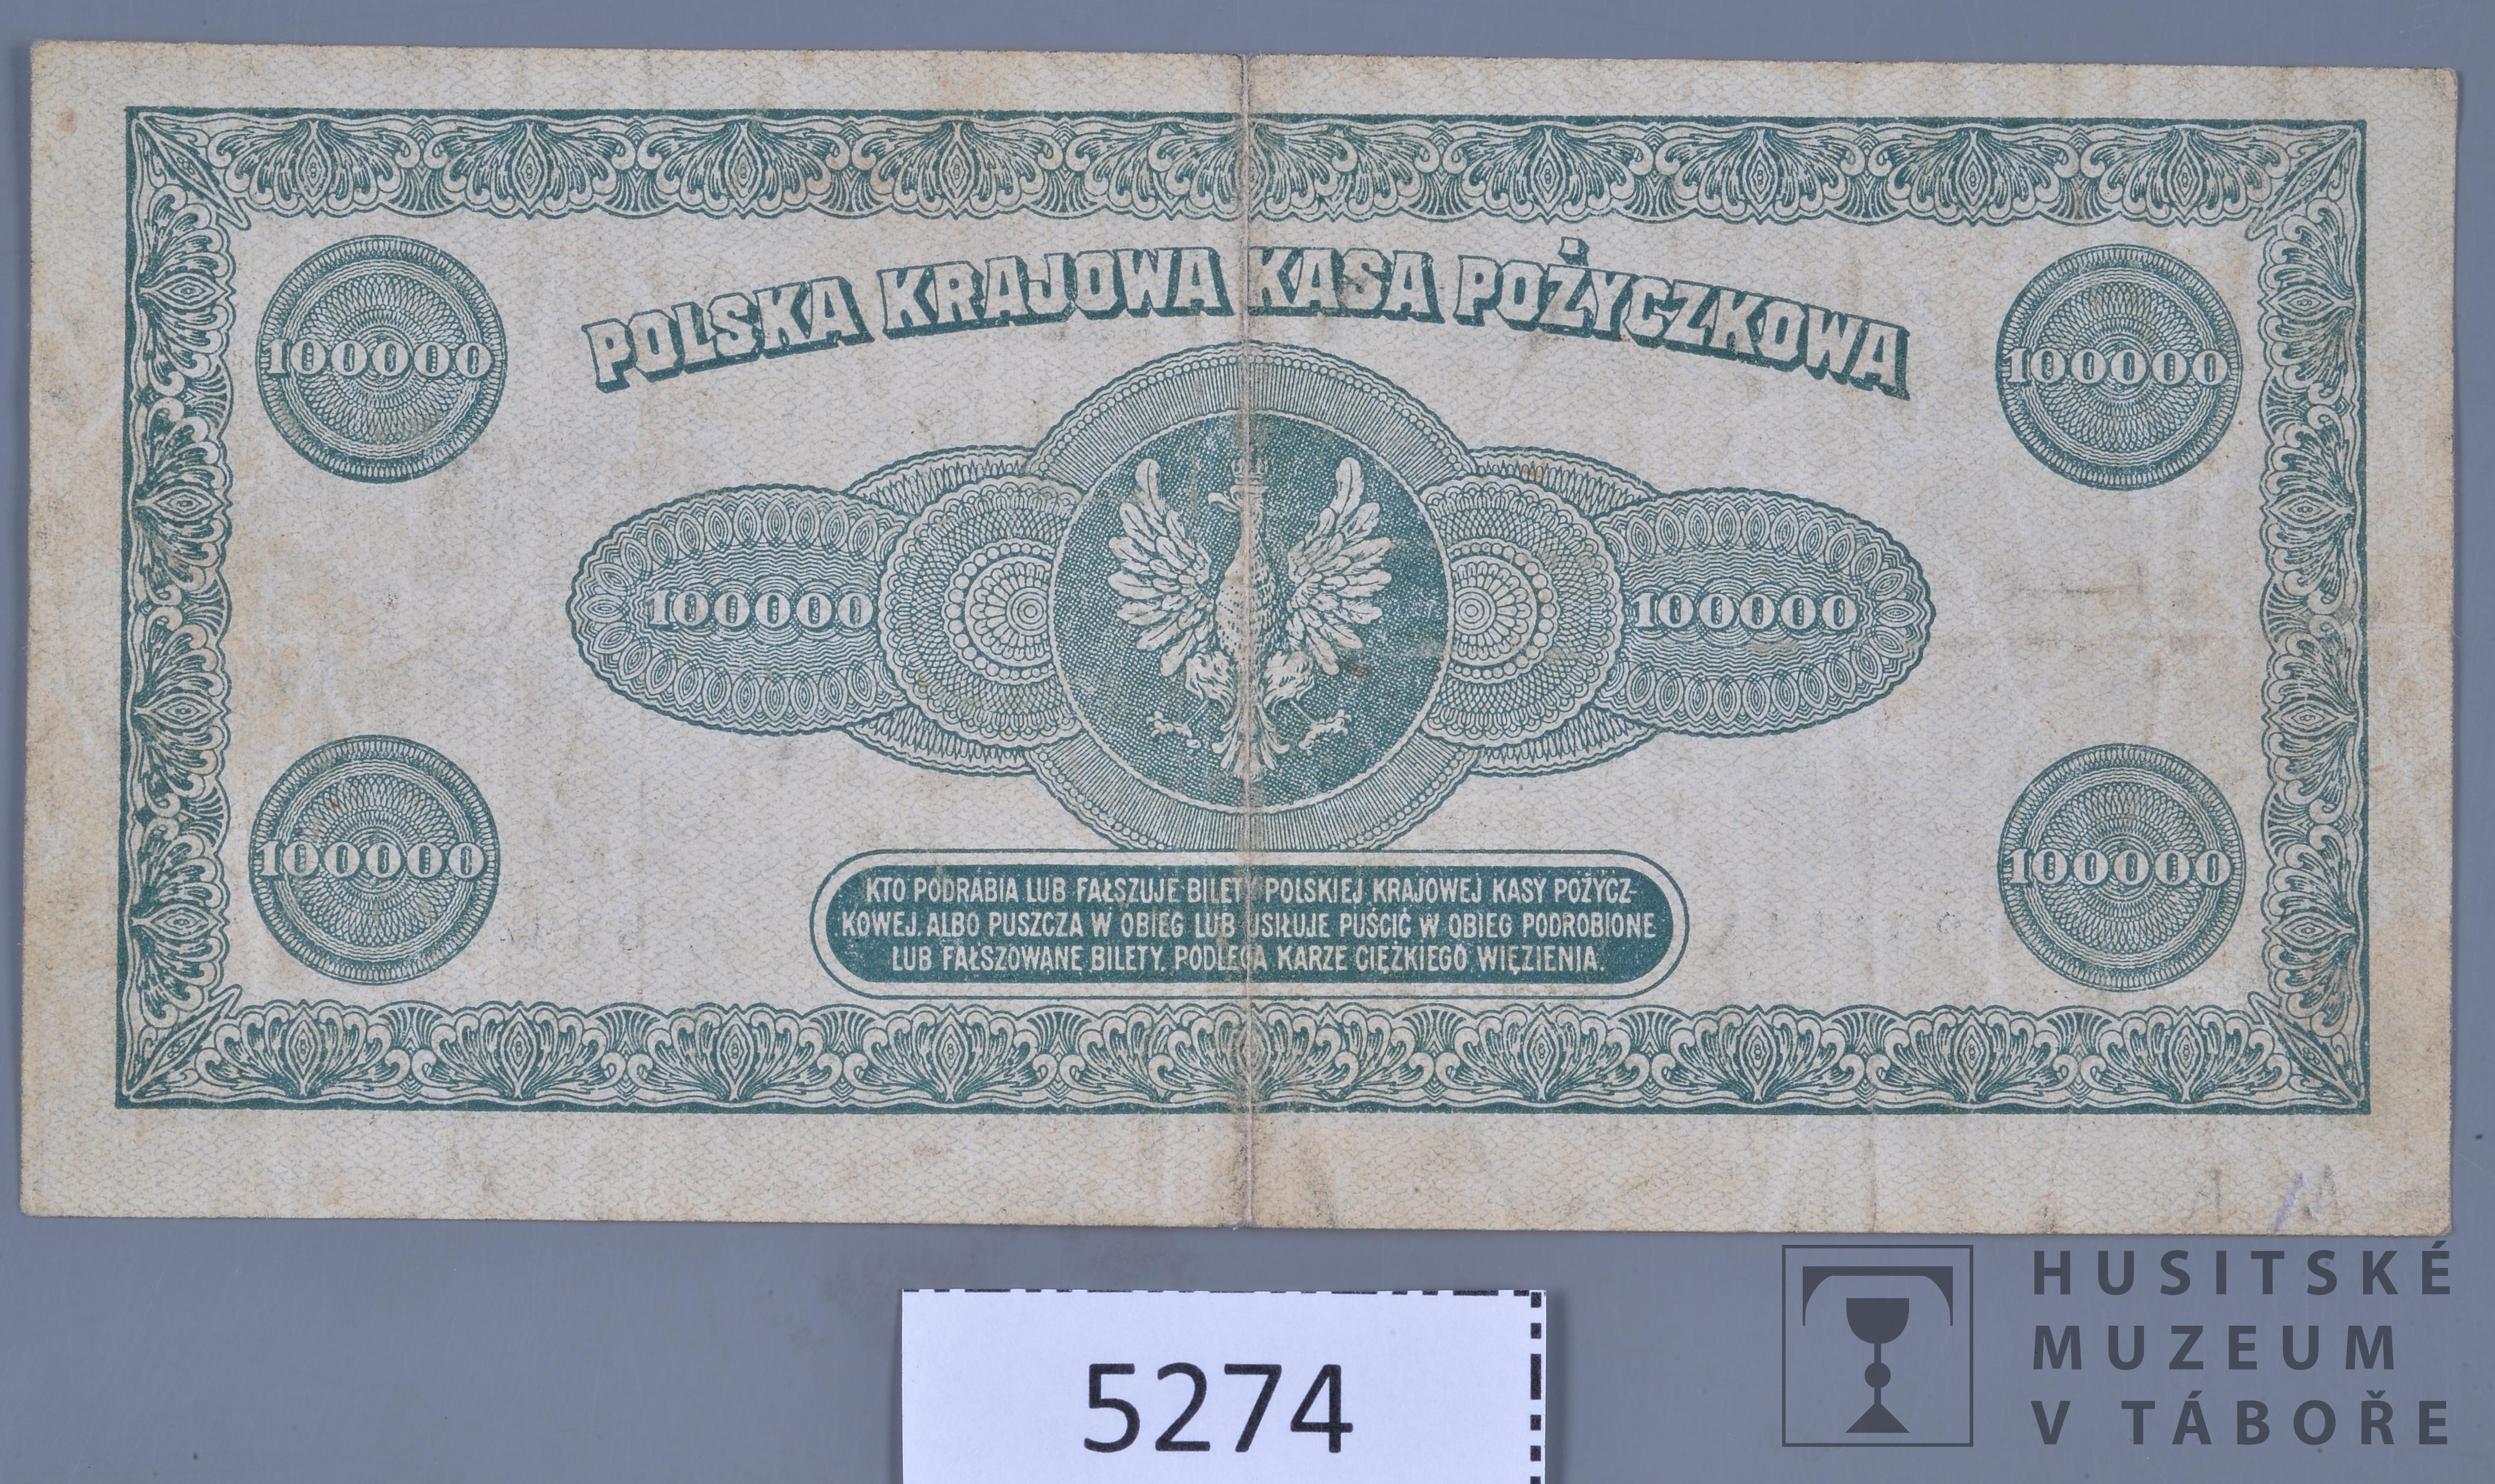 POLSKA KRAJOWA KASA POŻYCZKOWA
100000
100000
100000
100000
100000
100000
KTO PODRABIA LUB FAŁSZUJE BILETY POLSKIEJ KRAJOWEJ KASY POŻYCZ-
KOWEJ ALBO PUSZCZA W OBIEG LUB USIŁUJE PUŚCIĆ W OBIEG PODROBIONE
LUB FAŁSZOWANE BILETY, PODLEGA KARZE CIĘŻKIEGO WIĘZIENIA.
5274
HUSITSKÉ
MUZEUM
V TÁBOŘE